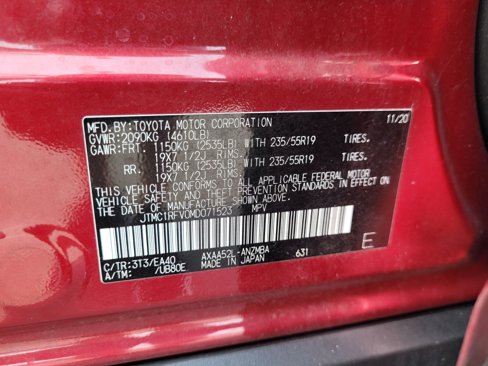 MFD.BY:TOYOTA MOTOR CORPORATION 11/20
GVWR:2090KG (4610LB)
GAWR:FRT. 1150KG (2535LB) WITH 235/55R19 TIRES.
19X7 1/2J RIMS.
RR. 1150KG (2535LB) WITH 235/55R19 TIRES.
19X7 1/2J RIMS.
THIS VEHICLE CONFORMS TO ALL APPLICABLE FEDERAL MOTOR
VEHICLE SAFETY AND THEFT PREVENTION STANDARDS IN EFFECT ON
THE DATE OF MANUFACTURE SHOWN ABOVE.
JTMC1RFV0MD071523 MPV
C/TR:3T3/EA40 AXAA52L-ANZMBA 631 E
A/TM: /UB80E MADE IN JAPAN